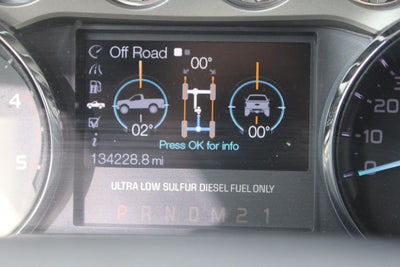 Off Road
00°
02°
00°
Press OK for info
134228.8 mi
ULTRA LOW SULFUR DIESEL FUEL ONLY
P R N D M 2 1
4
5
30
20
10
0